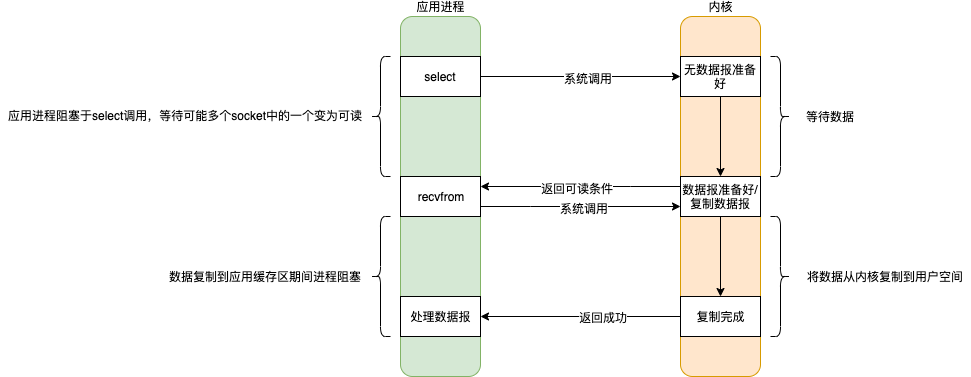 应用进程
内核
select
系统调用
无数据报准备
好
应用进程阻塞于select调用，等待可能多个socket中的一个变为可读
等待数据
recvfrom
返回可读条件
系统调用
数据报准备好/
复制数据报
数据复制到应用缓存区期间进程阻塞
将数据从内核复制到用户空间
处理数据报
返回成功
复制完成